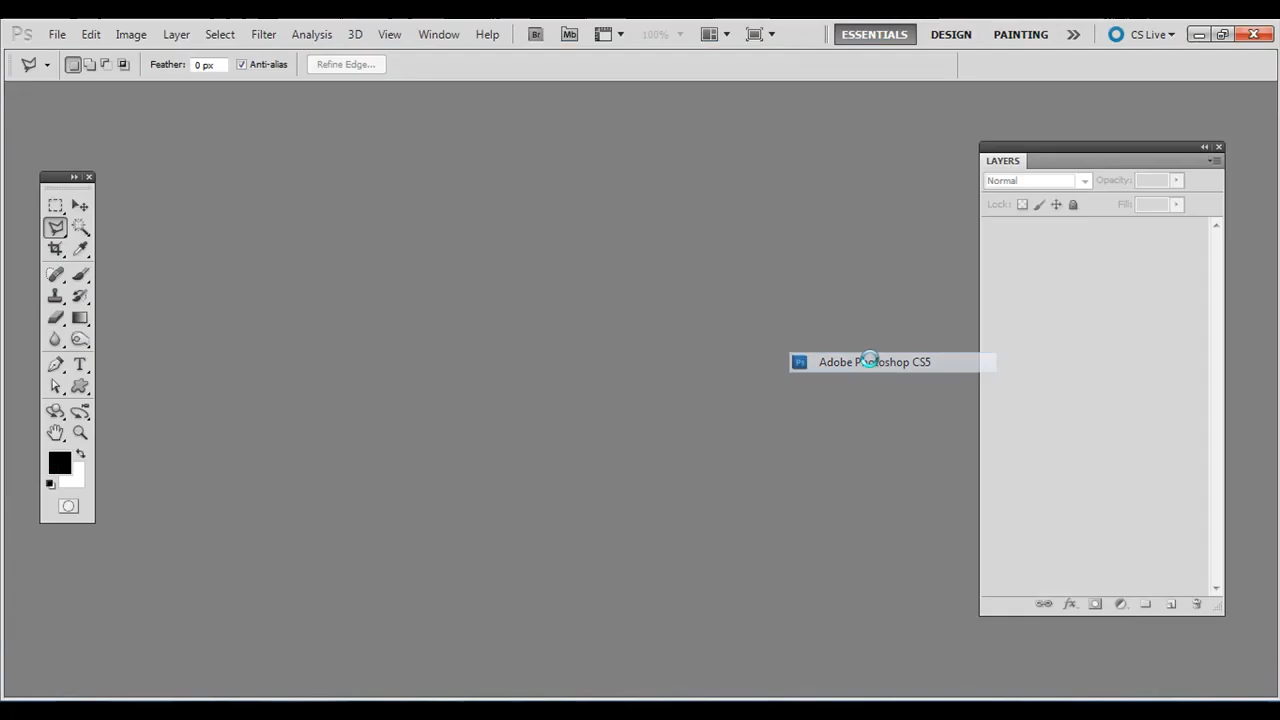 Ps File Edit Image Layer Select Filter Analysis 3D View Window Help Br Mb 100% ESSENTIALS DESIGN PAINTING CS Live
Feather: 0 px Anti-alias Refine Edge...
LAYERS
Normal Opacity:
Lock: Fill:
Ps Adobe Photoshop CS5
T